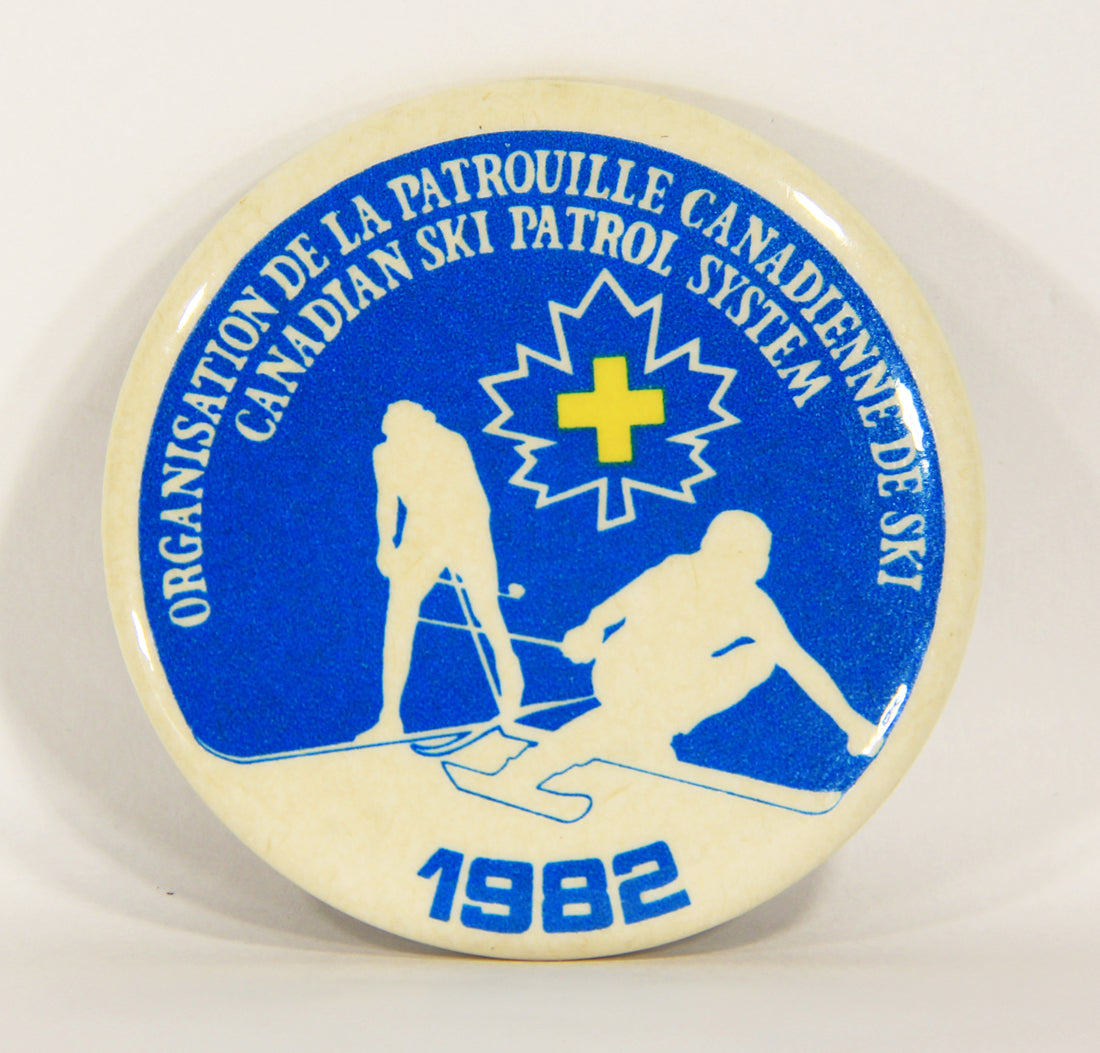 ORGANISATION DE LA PATROUILLE CANADIENNE DE SKI
CANADIAN SKI PATROL SYSTEM
1982